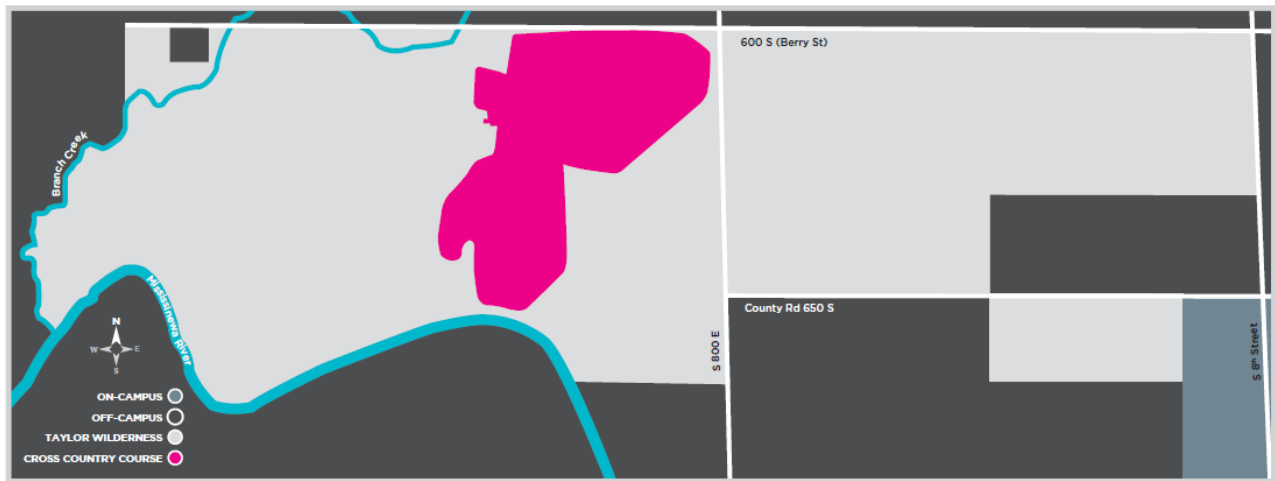 600 S (Berry St)
Branch Creek
Mississinewa River
County Rd 650 S
S 800 E
S 8th Street
N
W E
S
ON-CAMPUS
OFF-CAMPUS
TAYLOR WILDERNESS
CROSS COUNTRY COURSE